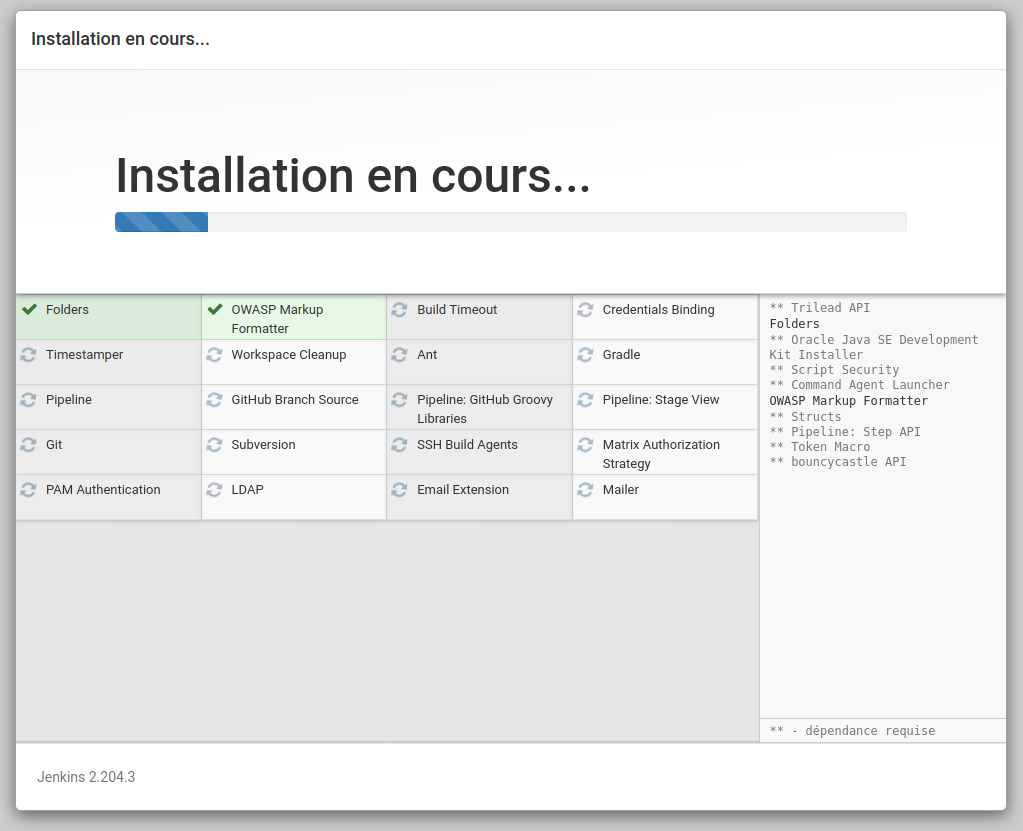 Installation en cours...
Installation en cours...
Folders
OWASP Markup
Formatter
Build Timeout
Credentials Binding
Timestamper
Workspace Cleanup
Ant
Gradle
Pipeline
GitHub Branch Source
Pipeline: GitHub Groovy
Libraries
Pipeline: Stage View
Git
Subversion
SSH Build Agents
Matrix Authorization
Strategy
PAM Authentication
LDAP
Email Extension
Mailer
** Trilead API
Folders
** Oracle Java SE Development
Kit Installer
** Script Security
** Command Agent Launcher
OWASP Markup Formatter
** Structs
** Pipeline: Step API
** Token Macro
** bouncycastle API
** - dépendance requise
Jenkins 2.204.3